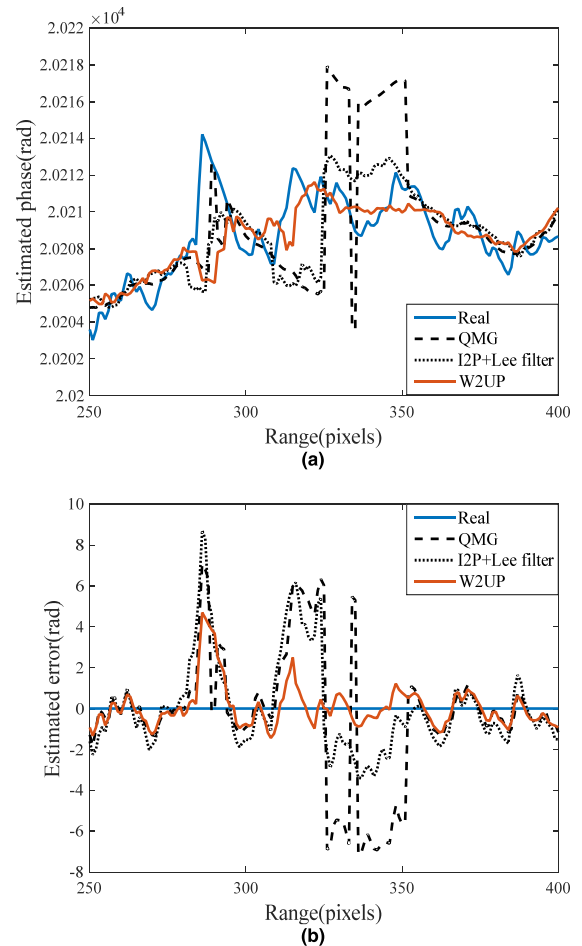 ×10⁴
2.022
2.0218
2.0216
2.0214
2.0212
2.021
2.0208
2.0206
2.0204
2.0202
2.02
Estimated phase(rad)
Real
QMG
I2P+Lee filter
W2UP
250
300
350
400
Range(pixels)
(a)
10
8
6
4
2
0
-2
-4
-6
-8
Estimated error(rad)
Real
QMG
I2P+Lee filter
W2UP
250
300
350
400
Range(pixels)
(b)